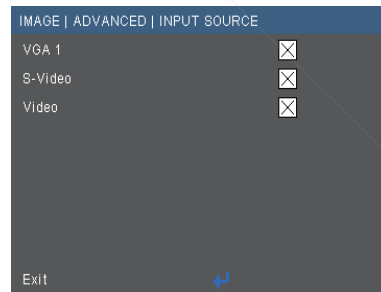 IMAGE | ADVANCED | INPUT SOURCE
VGA 1
S-Video
Video
Exit